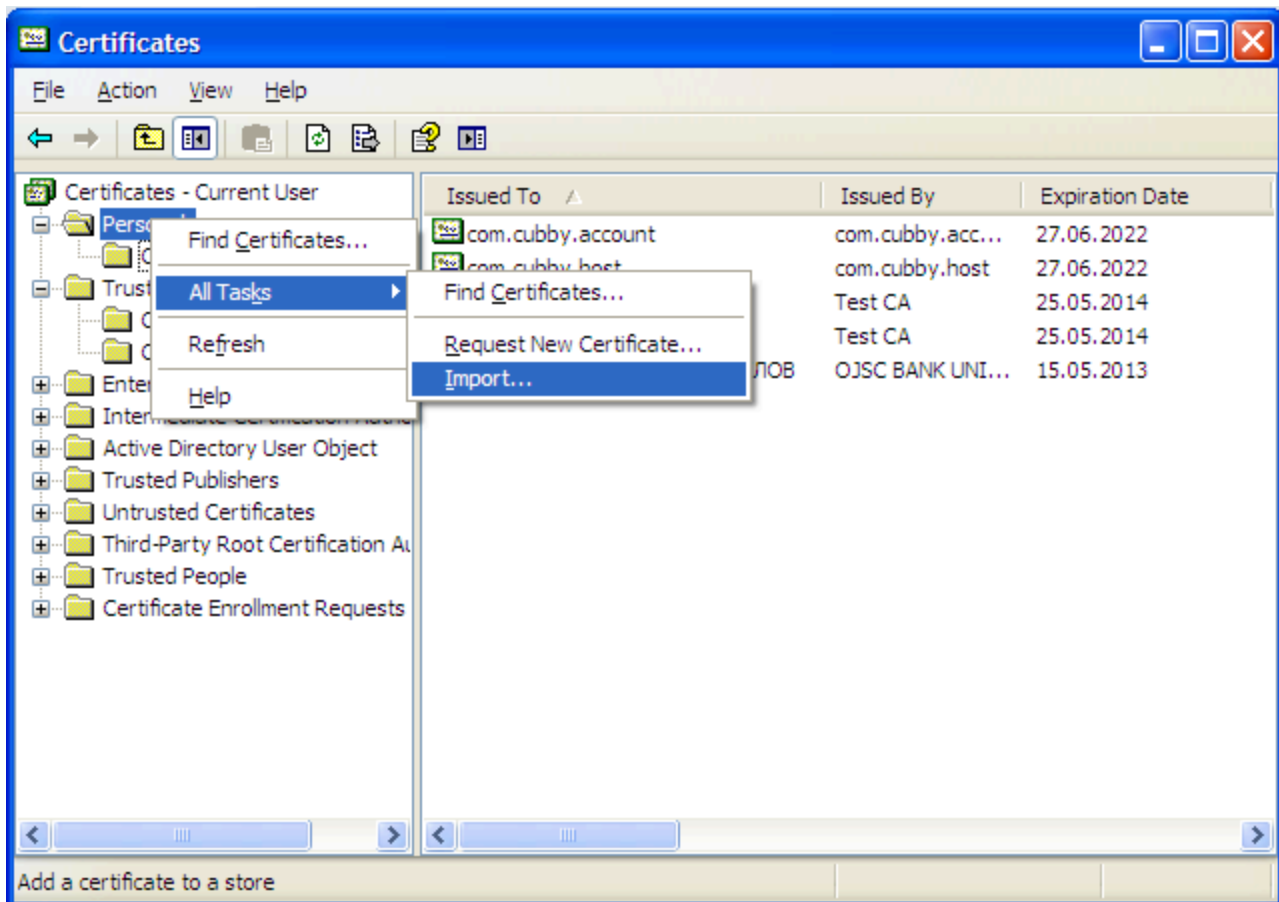 Certificates
File Action View Help
Certificates - Current User
Issued To Issued By Expiration Date
Find Certificates...
com.cubby.account com.cubby.acc... 27.06.2022
com.cubby.host com.cubby.host 27.06.2022
All Tasks
Find Certificates...
Test CA 25.05.2014
Refresh
Request New Certificate...
Test CA 25.05.2014
Help
Import...
ЛОВ OJSC BANK UNI... 15.05.2013
Active Directory User Object
Trusted Publishers
Untrusted Certificates
Third-Party Root Certification
Trusted People
Certificate Enrollment Requests
Add a certificate to a store